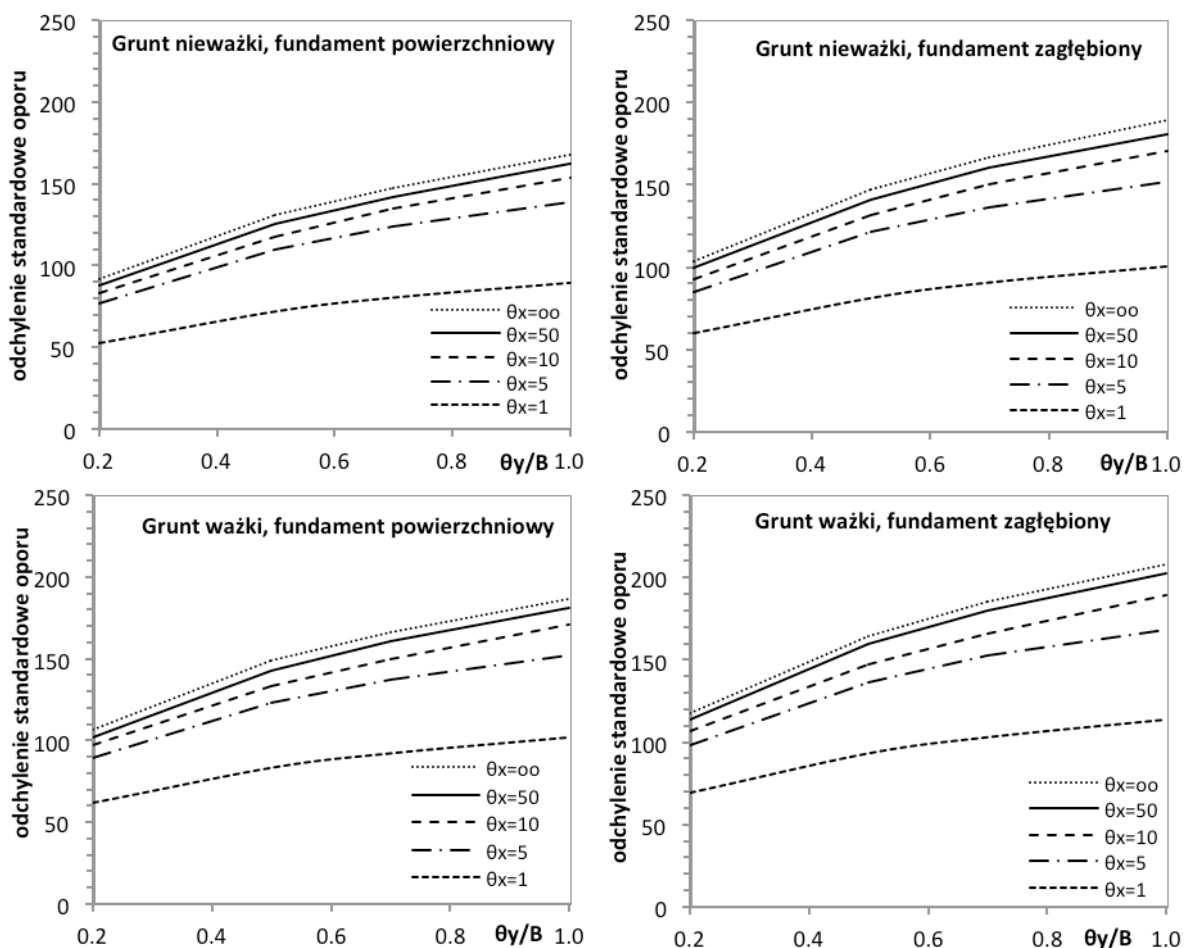 Grunt nieważki, fundament powierzchniowy
odchylenie standardowe oporu
250
200
150
100
50
0
θx=oo
θx=50
θx=10
θx=5
θx=1
0.2
0.4
0.6
0.8
θy/B
1.0
Grunt nieważki, fundament zagłębiony
odchylenie standardowe oporu
250
200
150
100
50
0
θx=oo
θx=50
θx=10
θx=5
θx=1
0.2
0.4
0.6
0.8
θy/B
1.0
Grunt ważki, fundament powierzchniowy
odchylenie standardowe oporu
250
200
150
100
50
0
θx=oo
θx=50
θx=10
θx=5
θx=1
0.2
0.4
0.6
0.8
θy/B
1.0
Grunt ważki, fundament zagłębiony
odchylenie standardowe oporu
250
200
150
100
50
0
θx=oo
θx=50
θx=10
θx=5
θx=1
0.2
0.4
0.6
0.8
θy/B
1.0